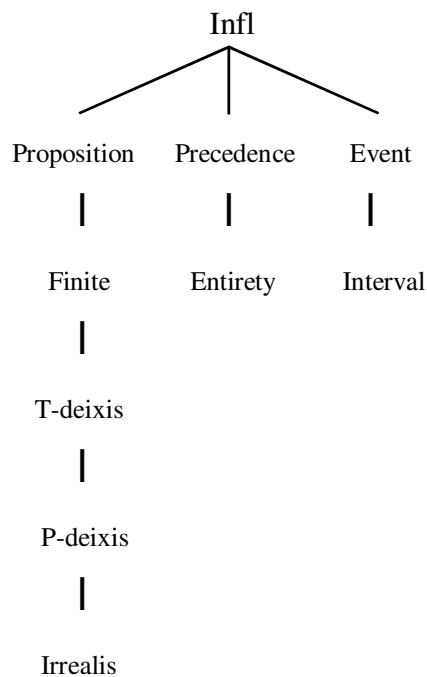 Infl
Proposition Precedence Event
Finite Entirety Interval
T-deixis
P-deixis
Irrealis